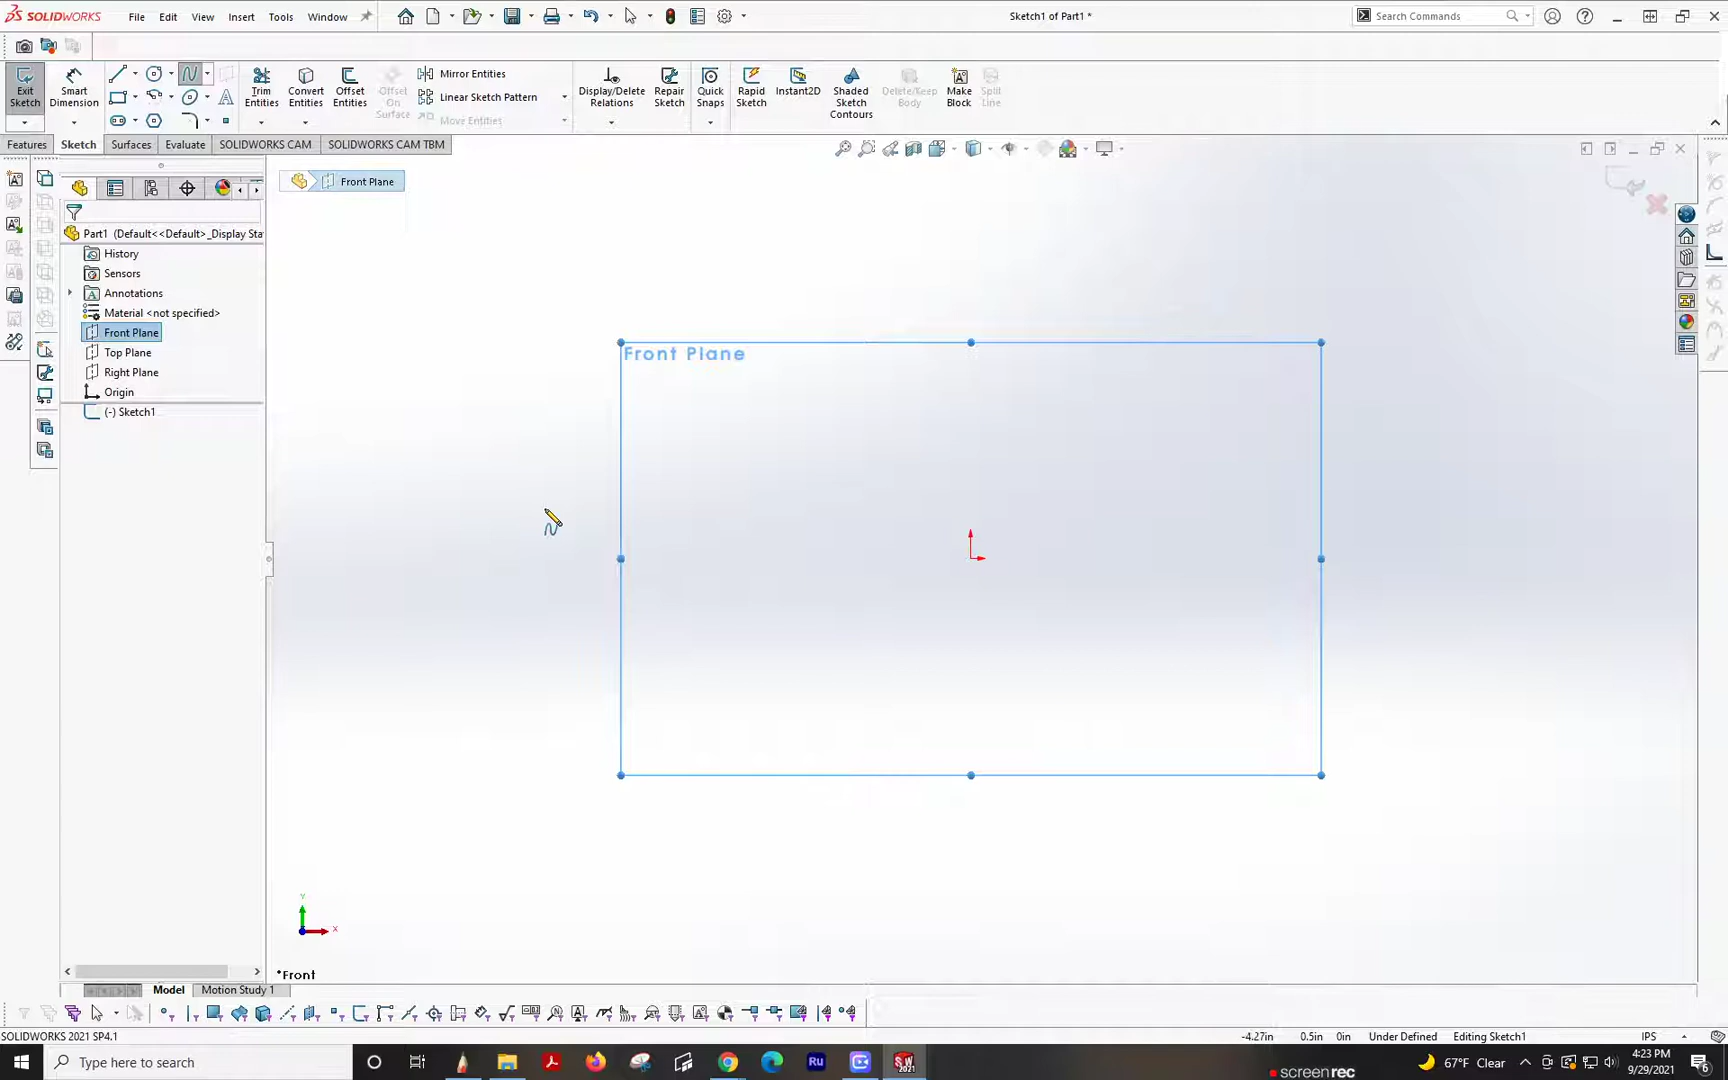 SOLIDWORKS File Edit View Insert Tools Window Sketch1 of Part1 * Search Commands
Exit Sketch
Smart Dimension
Trim Entities
Convert Entities
Offset Entities
Offset On Surface
Mirror Entities
Linear Sketch Pattern
Move Entities
Display/Delete Relations
Repair Sketch
Quick Snaps
Rapid Sketch
Instant2D
Shaded Sketch Contours
Delete/Keep Body
Make Block
Split Line
Features Sketch Surfaces Evaluate SOLIDWORKS CAM SOLIDWORKS CAM TBM
Front Plane
Part1 (Default<<Default>_Display Sta
History
Sensors
Annotations
Material <not specified>
Front Plane
Top Plane
Right Plane
Origin
(-) Sketch1
Front Plane
Y
X
*Front
Model Motion Study 1
SOLIDWORKS 2021 SP4.1 -4.27in 0.5in 0in Under Defined Editing Sketch1 IPS
Type here to search Ru SW 2021 67°F Clear 4:23 PM
9/29/2021 6
screenrec